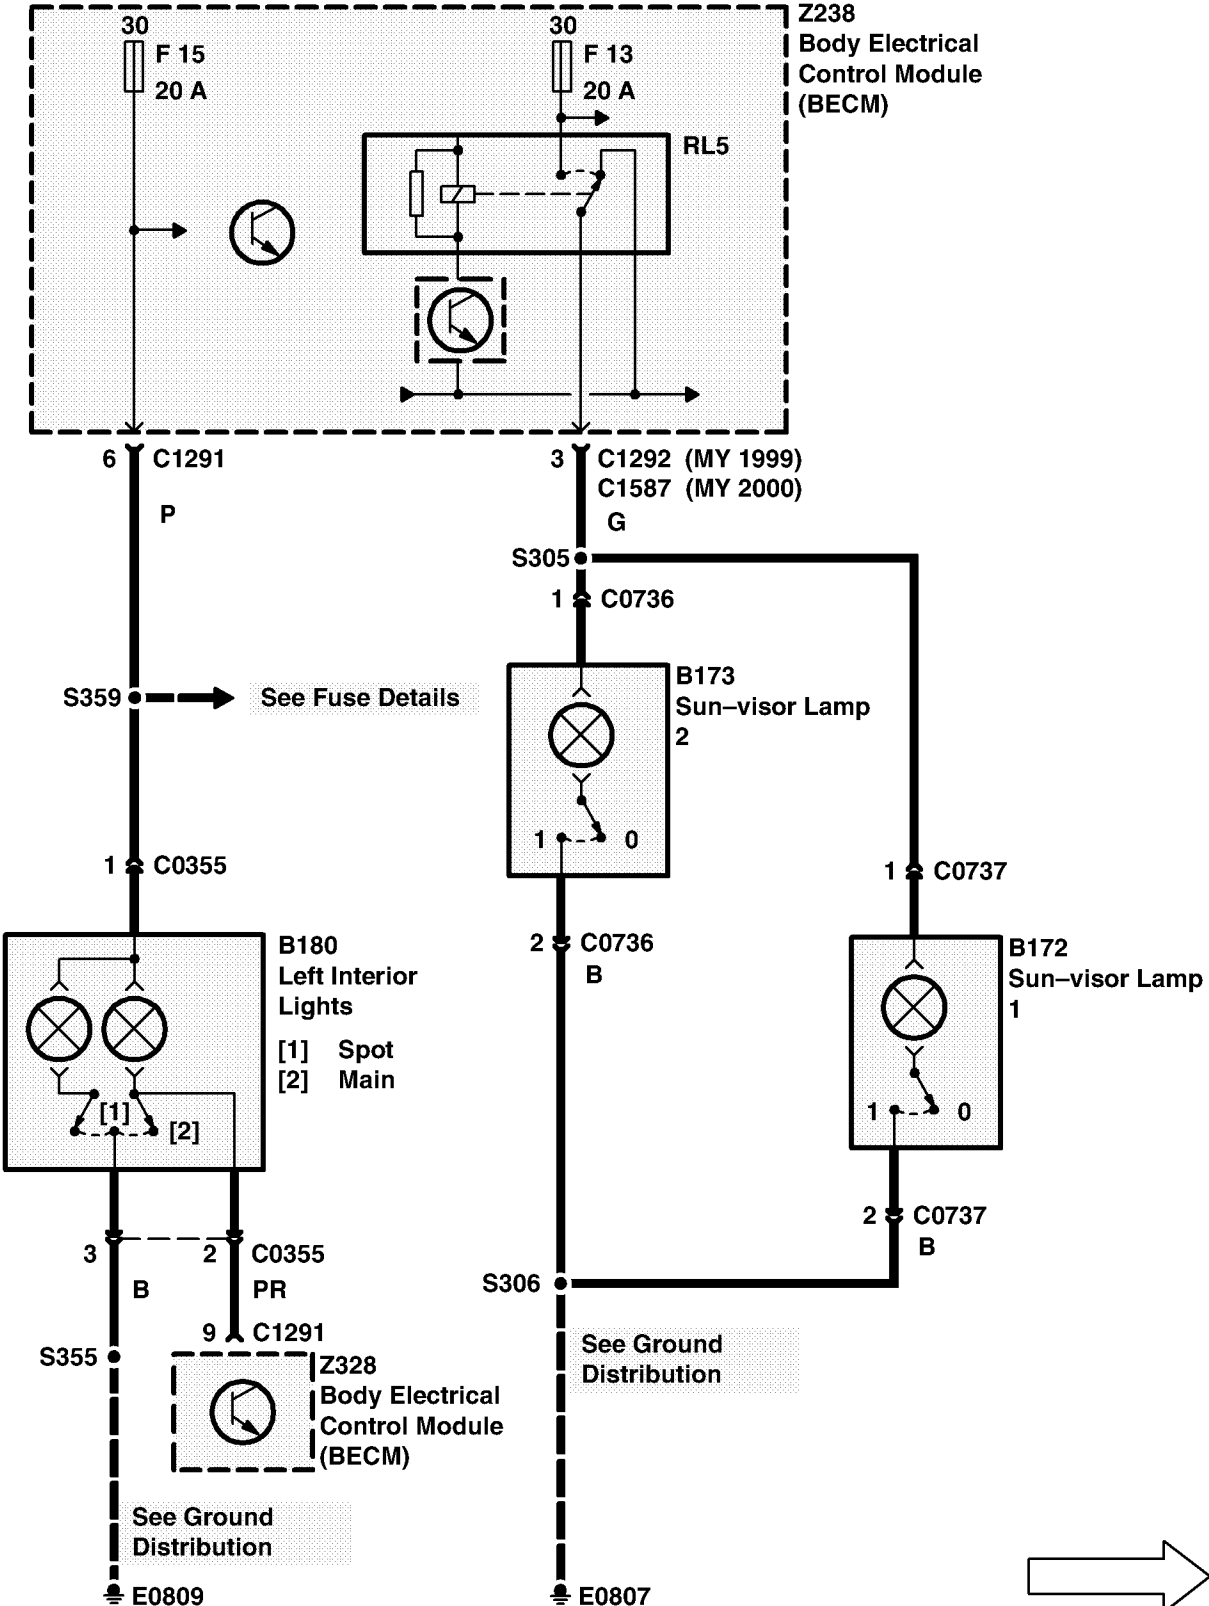 30
F 15
20 A
30
F 13
20 A
Z238
Body Electrical
Control Module
(BECM)
RL5
6 C1291
P
3 C1292 (MY 1999)
C1587 (MY 2000)
G
S305
1 C0736
S359
See Fuse Details
B173
Sun–visor Lamp
2
1 0
1 C0355
1 C0737
B180
Left Interior
Lights
[1] Spot
[2] Main
[1]
[2]
2 C0736
B
B172
Sun–visor Lamp
1
1 0
2 C0737
B
3 2 C0355
B PR
S306
9 C1291
S355
Z328
Body Electrical
Control Module
(BECM)
See Ground
Distribution
See Ground
Distribution
E0809
E0807